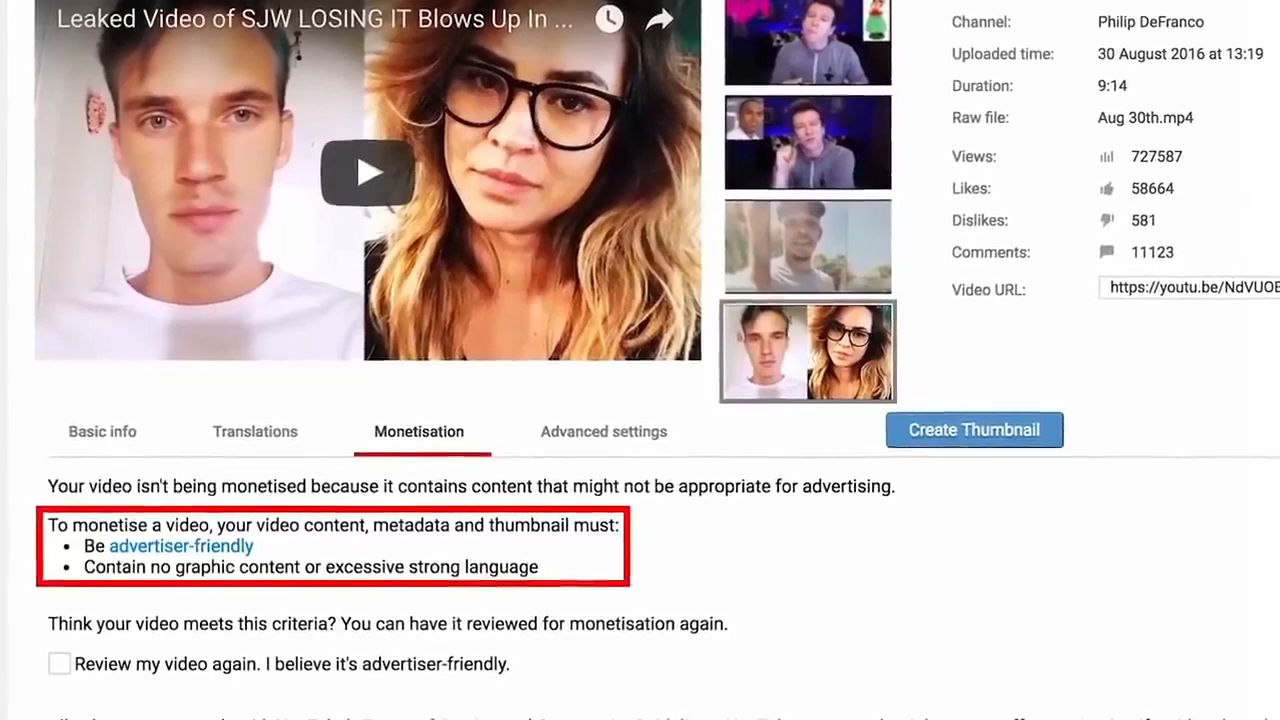 Leaked Video of SJW LOSING IT Blows Up In ...
Channel: Philip DeFranco
Uploaded time: 30 August 2016 at 13:19
Duration: 9:14
Raw file: Aug 30th.mp4
Views: 727587
Likes: 58664
Dislikes: 581
Comments: 11123
Video URL: https://youtu.be/NdVUOE
Basic info Translations Monetisation Advanced settings Create Thumbnail
Your video isn't being monetised because it contains content that might not be appropriate for advertising.
To monetise a video, your video content, metadata and thumbnail must:
• Be advertiser-friendly
• Contain no graphic content or excessive strong language
Think your video meets this criteria? You can have it reviewed for monetisation again.
Review my video again. I believe it's advertiser-friendly.